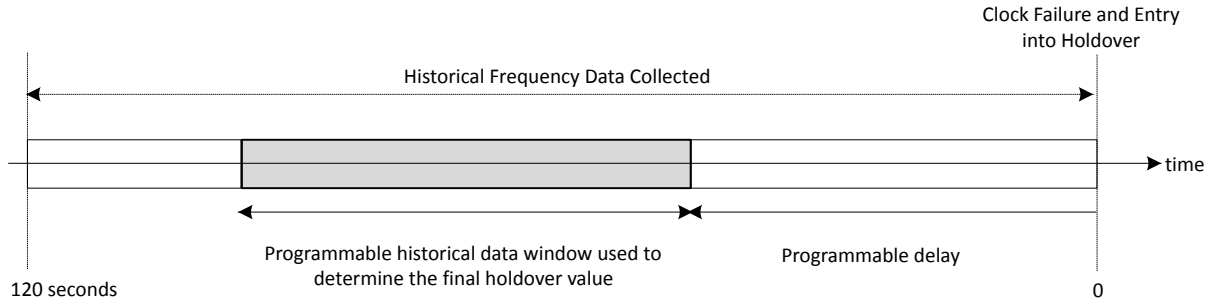 Clock Failure and Entry
into Holdover
Historical Frequency Data Collected
time
Programmable historical data window used to
determine the final holdover value
Programmable delay
120 seconds
0